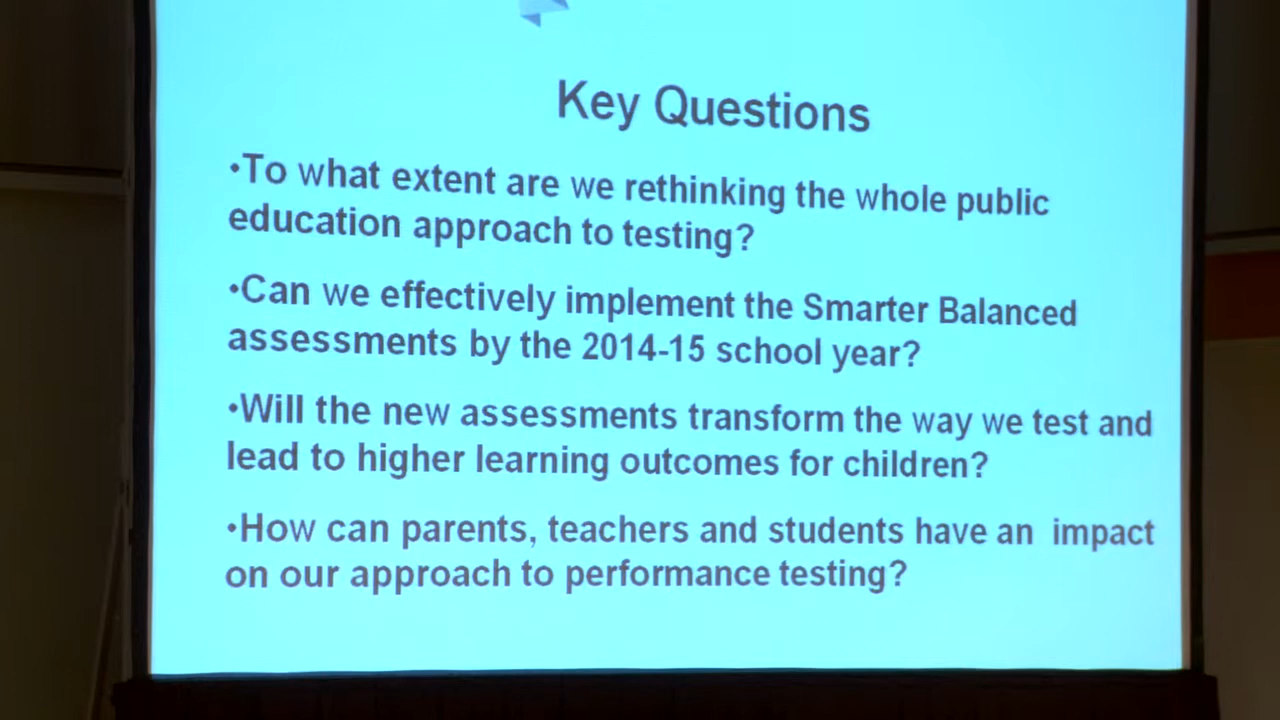 Key Questions
•To what extent are we rethinking the whole public
education approach to testing?
•Can we effectively implement the Smarter Balanced
assessments by the 2014-15 school year?
•Will the new assessments transform the way we test and
lead to higher learning outcomes for children?
•How can parents, teachers and students have an impact
on our approach to performance testing?